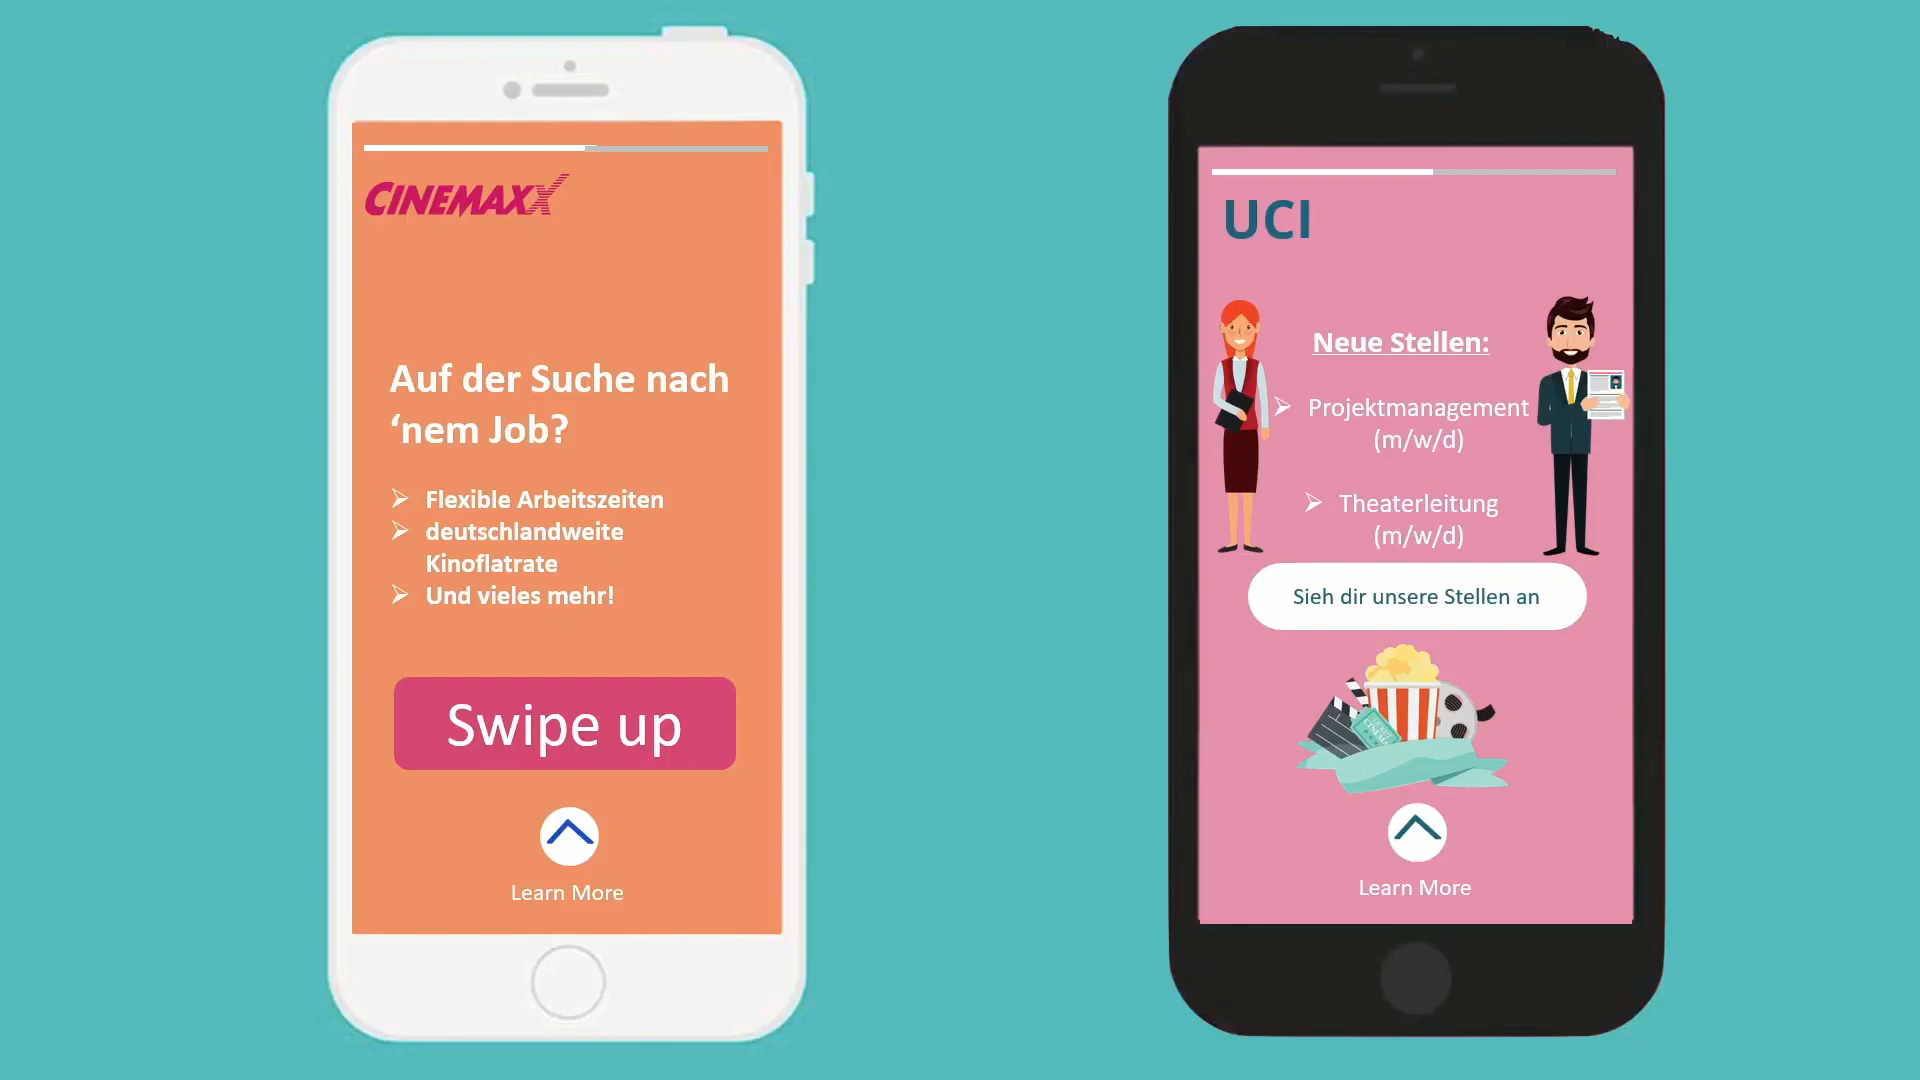 CINEMAXX
Auf der Suche nach
‘nem Job?
Flexible Arbeitszeiten
deutschlandweite
Kinoflatrate
Und vieles mehr!
Swipe up
Learn More
UCI
Neue Stellen:
Projektmanagement
(m/w/d)
Theaterleitung
(m/w/d)
Sieh dir unsere Stellen an
Learn More